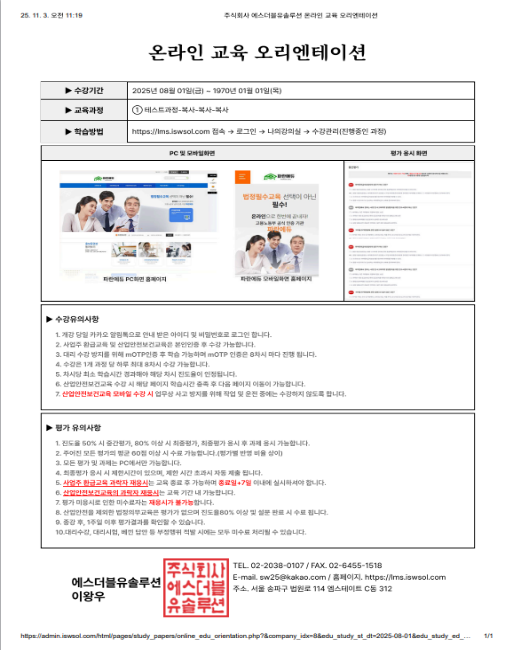 25. 11. 3. 오전 11:19
주식회사 에스더블유솔루션 온라인 교육 오리엔테이션
온라인 교육 오리엔테이션
▶ 수강기간
2025년 08월 01일(금) ~ 1970년 01월 01일(목)
▶ 교육과정
① 테스트과정-복사-복사-복사
▶ 학습방법
https://lms.iswsol.com 접속 → 로그인 → 나의강의실 → 수강관리(진행중인 과정)
PC 및 모바일화면
평가 응시 화면
파란에듀
법정필수교육 선택이 아닌
필수!
온라인으로 한번에 끝내자!
고용노동부 공식 인증 기관
파란에듀
파란에듀 PC화면 홈페이지
파란에듀 모바일화면 홈페이지
▶ 수강유의사항
1. 개강 당일 카카오 알림톡으로 안내 받은 아이디 및 비밀번호로 로그인 합니다.
2. 사업주 환급교육 및 산업안전보건교육은 본인인증 후 수강 가능합니다.
3. 대리 수강 방지를 위해 mOTP인증 후 학습 가능하며 mOTP 인증은 8차시 마다 진행 됩니다.
4. 수강은 1개 과정 당 하루 최대 8차시 수강 가능합니다.
5. 차시당 최소 학습시간 경과해야 해당 차시 진도율이 인정됩니다.
6. 산업안전보건교육 수강 시 해당 페이지 학습시간 충족 후 다음 페이지 이동이 가능합니다.
7. 산업안전보건교육 모바일 수강 시 업무상 사고 방지를 위해 작업 및 운전 중에는 수강하지 않도록 합니다.
▶ 평가 유의사항
1. 진도율 50% 시 중간평가, 80% 이상 시 최종평가, 최종평가 응시 후 과제 응시 가능합니다.
2. 주어진 모든 평가의 평균 60점 이상 시 수료 가능합니다.(평가별 반영 비율 상이)
3. 모든 평가 및 과제는 PC에서만 가능합니다.
4. 최종평가 응시 시 제한시간이 있으며, 제한 시간 초과시 자동 제출 됩니다.
5. 사업주 환급교육 과락자 재응시는 교육 종료 후 가능하며 종료일+7일 이내에 실시하셔야 합니다.
6. 산업안전보건교육의 과락자 재응시는 교육 기간 내 가능합니다.
7. 평가 미응시로 인한 미수료자는 재응시가 불가능합니다.
8. 산업안전을 제외한 법정의무교육은 평가가 없으며 진도율80% 이상 및 설문 완료 시 수료 됩니다.
9. 종강 후, 1주일 이후 평가결과를 확인할 수 있습니다.
10.대리수강, 대리시험, 베낀 답안 등 부정행위 적발 시에는 모두 미수료 처리될 수 있습니다.
에스더블유솔루션
이왕우
주식회사
에스더블
유솔루션
TEL. 02-2038-0107 / FAX. 02-6455-1518
E-mail. sw25@kakao.com / 홈페이지. https://lms.iswsol.com
주소. 서울 송파구 법원로 114 엠스테이트 C동 312
https://admin.iswsol.com/html/pages/study_papers/online_edu_orientation.php?&company_idx=8&edu_study_st_dt=2025-08-01&edu_study_ed_...
1/1